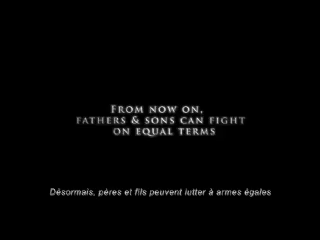 From now on,
fathers & sons can fight
on equal terms
Désormais, pères et fils peuvent lutter à armes égales